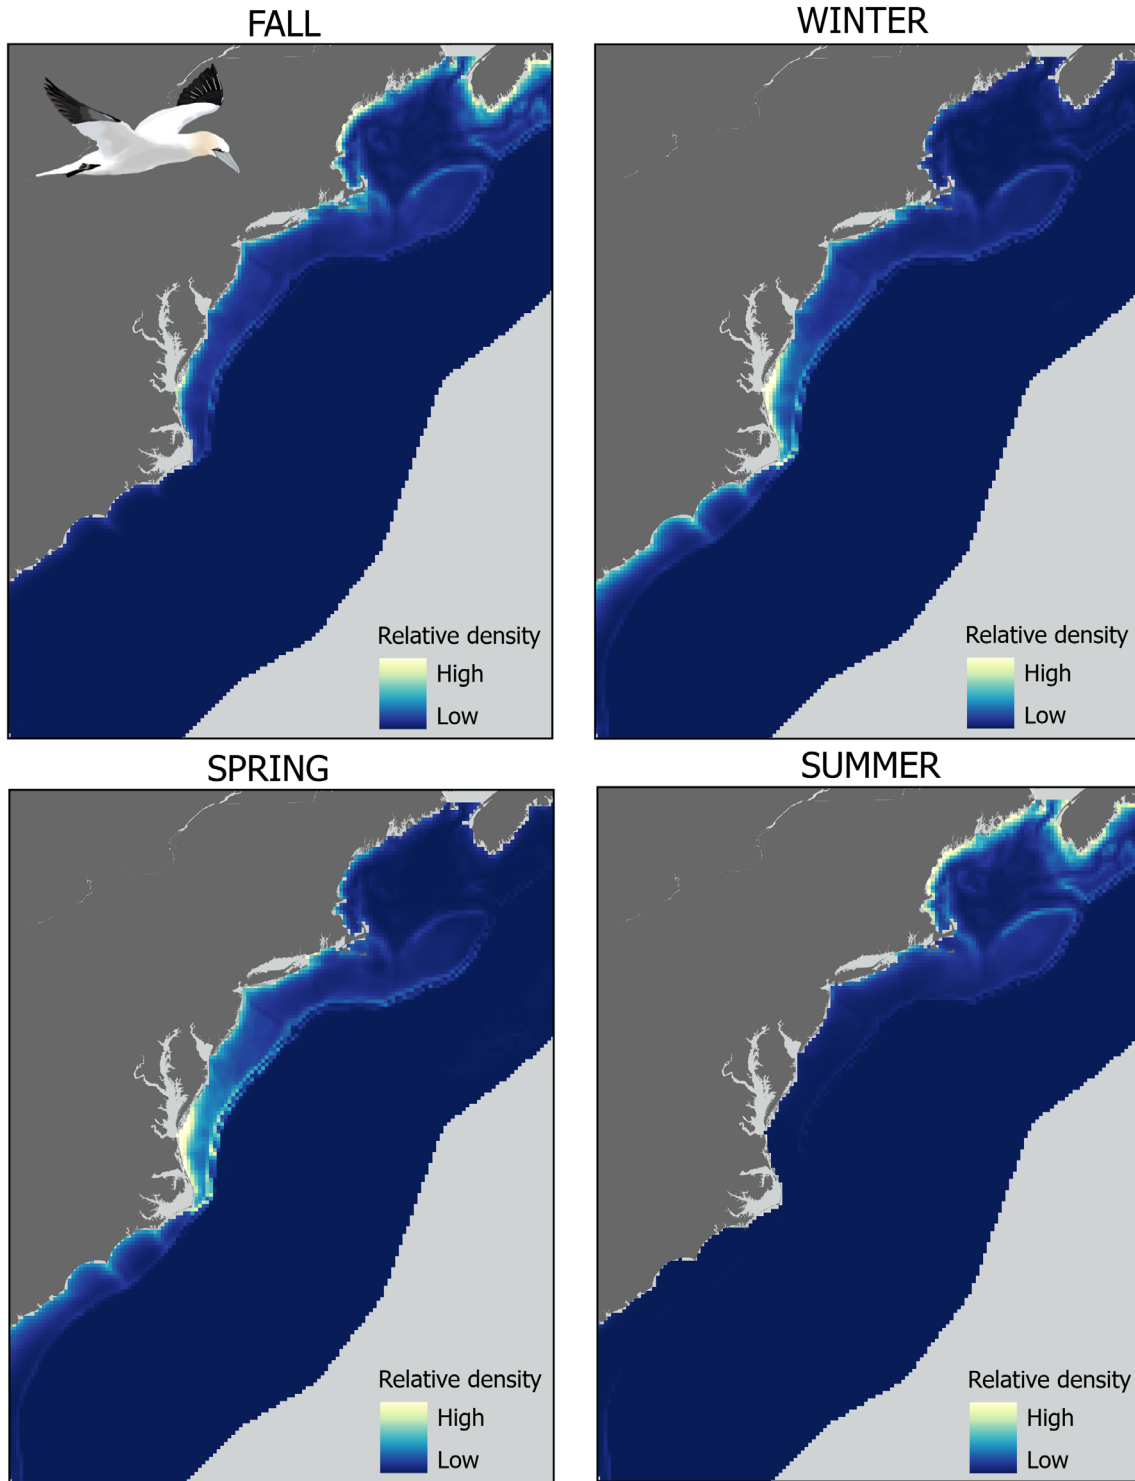 FALL
WINTER
Relative density
High
Low
Relative density
High
Low
SPRING
SUMMER
Relative density
High
Low
Relative density
High
Low